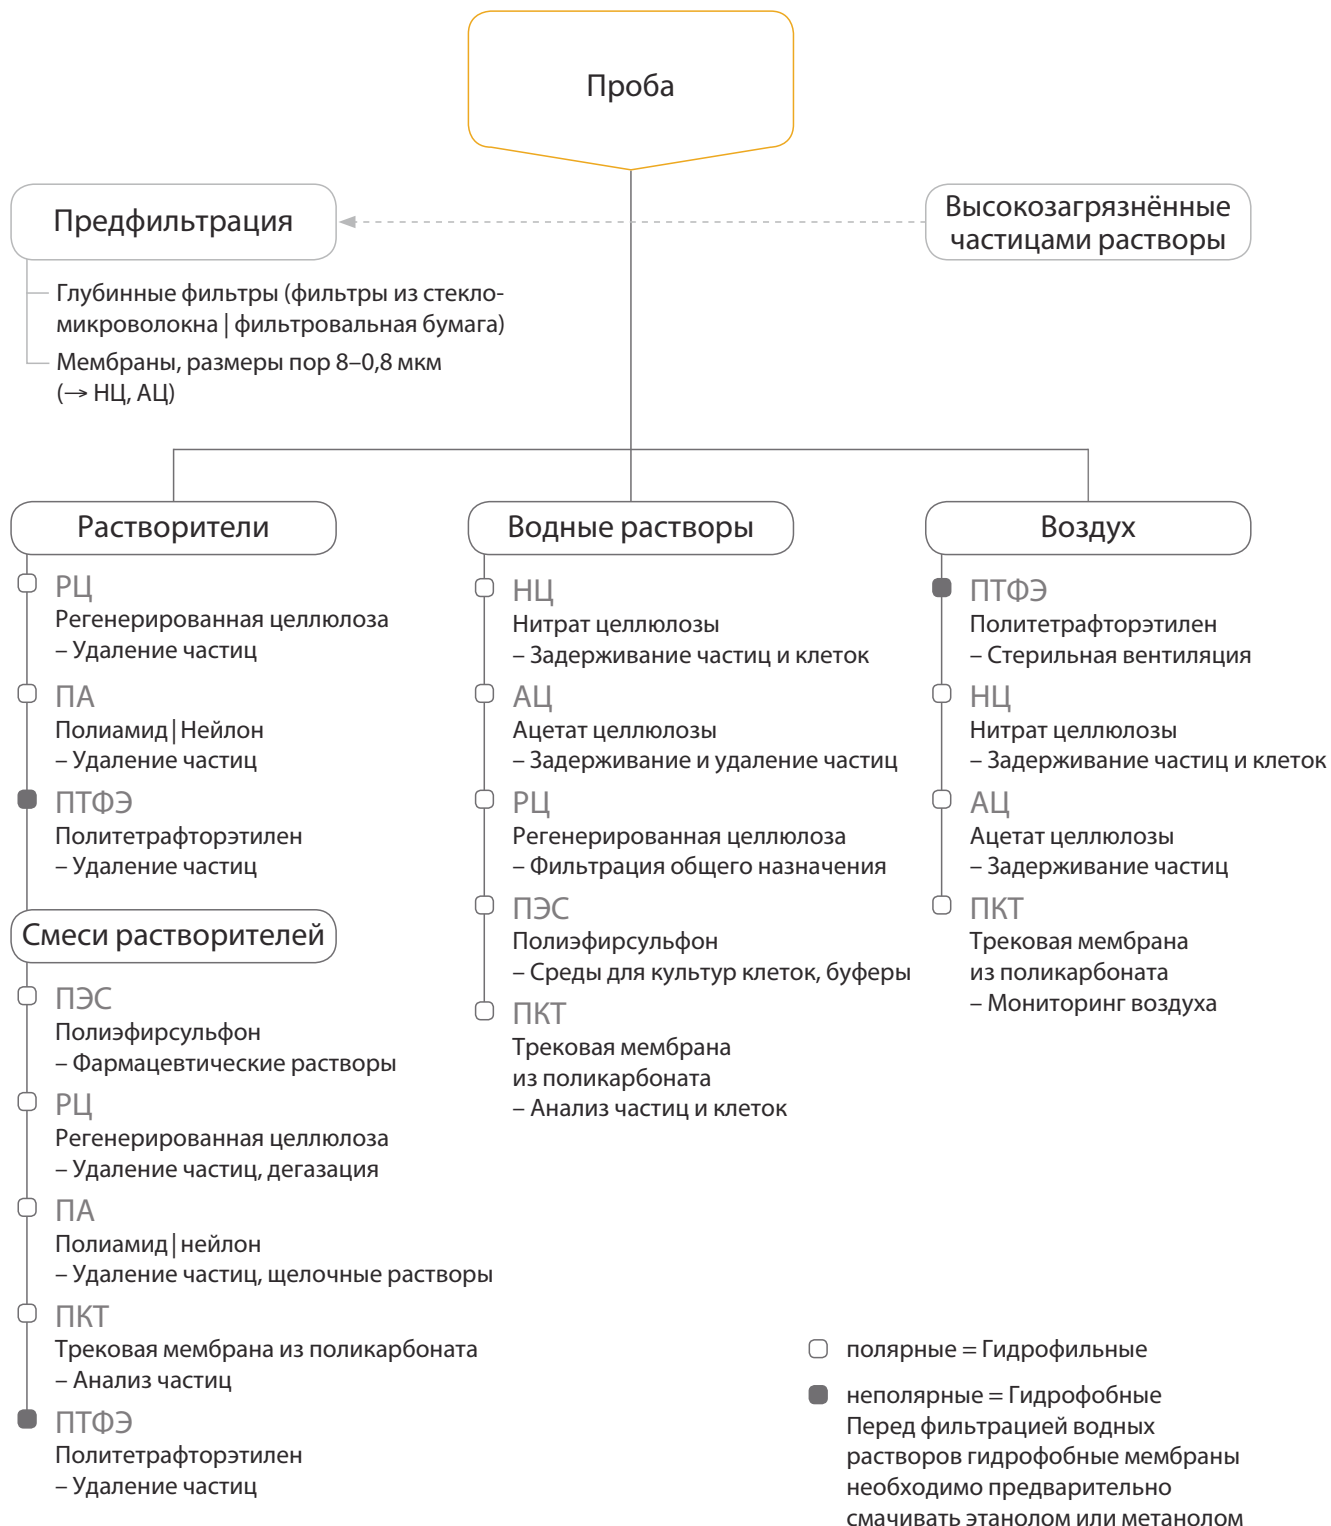 Проба
Предфильтрация
Высокозагрязнённые
частицами растворы
Глубинные фильтры (фильтры из стекло-
микроволокна | фильтровальная бумага)
Мембраны, размеры пор 8–0,8 мкм
(→ НЦ, АЦ)
Растворители
РЦ
Регенерированная целлюлоза
– Удаление частиц
ПА
Полиамид|Нейлон
– Удаление частиц
ПТФЭ
Политетрафторэтилен
– Удаление частиц
Смеси растворителей
ПЭС
Полиэфирсульфон
– Фармацевтические растворы
РЦ
Регенерированная целлюлоза
– Удаление частиц, дегазация
ПА
Полиамид|нейлон
– Удаление частиц, щелочные растворы
ПКТ
Трековая мембрана из поликарбоната
– Анализ частиц
ПТФЭ
Политетрафторэтилен
– Удаление частиц
Водные растворы
НЦ
Нитрат целлюлозы
– Задерживание частиц и клеток
АЦ
Ацетат целлюлозы
– Задерживание и удаление частиц
РЦ
Регенерированная целлюлоза
– Фильтрация общего назначения
ПЭС
Полиэфирсульфон
– Среды для культур клеток, буферы
ПКТ
Трековая мембрана
из поликарбоната
– Анализ частиц и клеток
Воздух
ПТФЭ
Политетрафторэтилен
– Стерильная вентиляция
НЦ
Нитрат целлюлозы
– Задерживание частиц и клеток
АЦ
Ацетат целлюлозы
– Задерживание частиц
ПКТ
Трековая мембрана
из поликарбоната
– Мониторинг воздуха
полярные = Гидрофильные
неполярные = Гидрофобные
Перед фильтрацией водных
растворов гидрофобные мембраны
необходимо предварительно
смачивать этанолом или метанолом